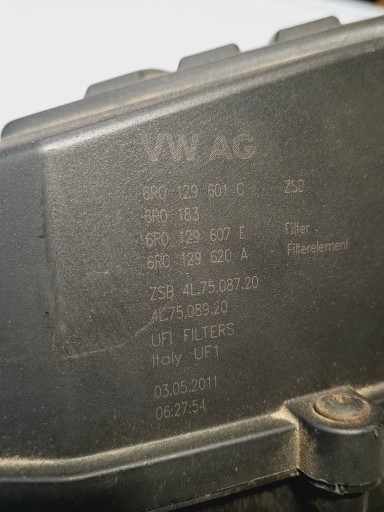 VW AG
6R0 129 601 C ZSB
6R0 183
6R0 129 607 E Filter -
6R0 129 620 A Filterelement
ZSB 4L.75.087.20
4L.75.089.20
UFI FILTERS
Italy UF1
03.05.2011
06:27:54